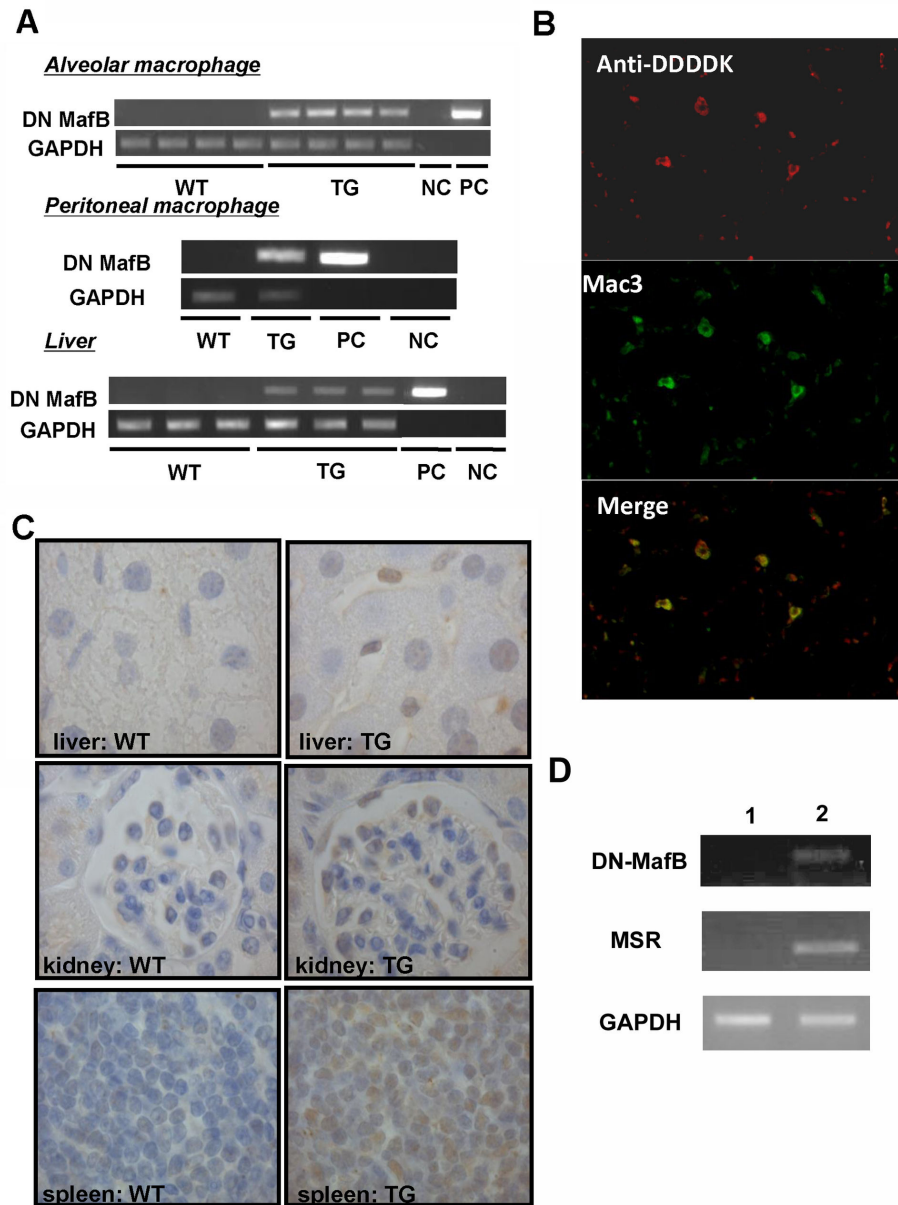 A
Alveolar macrophage
DN MafB
GAPDH
WT TG NC PC
Peritoneal macrophage
DN MafB
GAPDH
WT TG PC NC
Liver
DN MafB
GAPDH
WT TG PC NC
B
Anti-DDDDK
Mac3
Merge
C
liver: WT
liver: TG
kidney: WT
kidney: TG
spleen: WT
spleen: TG
D
1 2
DN-MafB
MSR
GAPDH